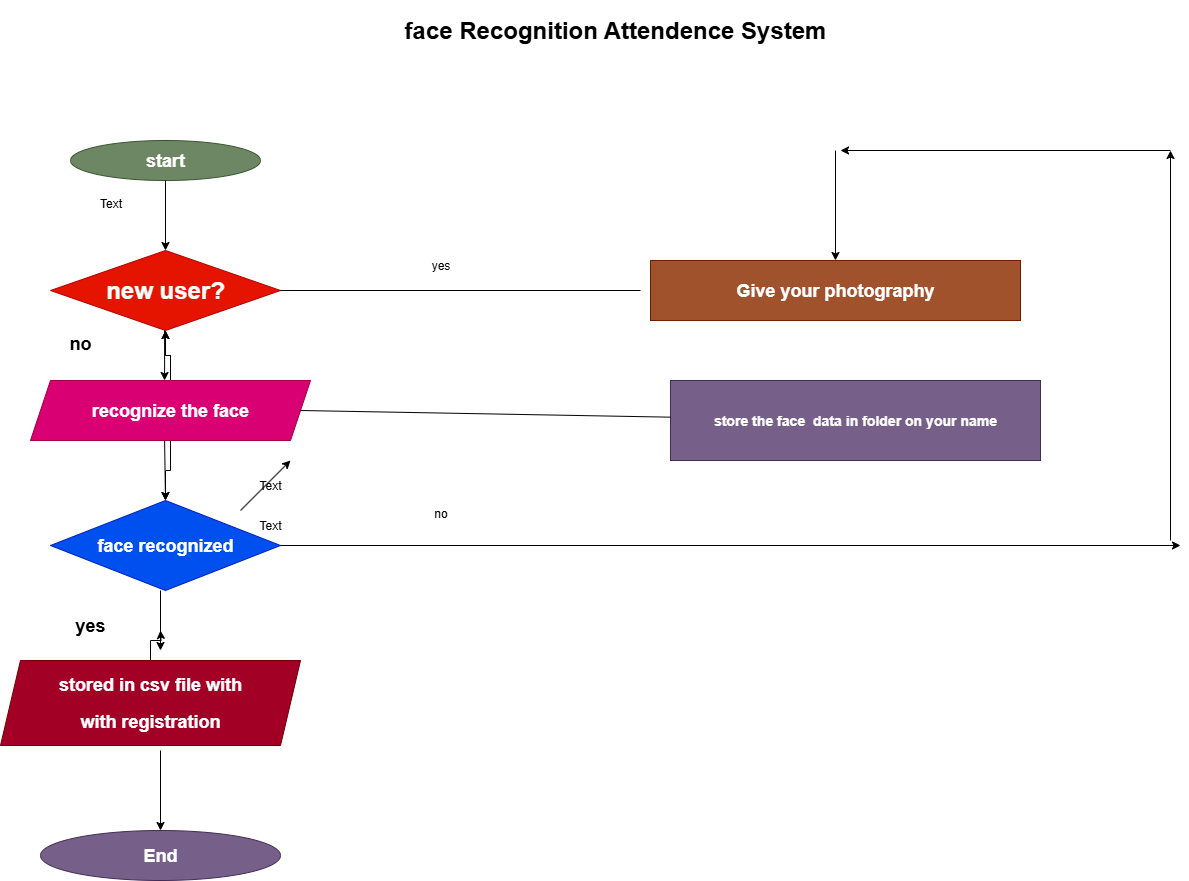 face Recognition Attendence System
start
Text
new user?
yes
Give your photography
no
recognize the face
store the face  data in folder on your name
Text
no
Text
face recognized
yes
stored in csv file with
with registration
End